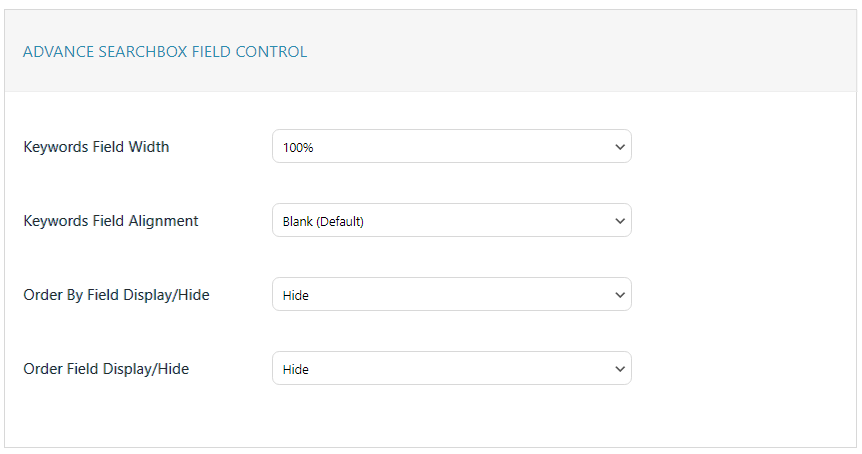 ADVANCE SEARCHBOX FIELD CONTROL
Keywords Field Width 100%
Keywords Field Alignment Blank (Default)
Order By Field Display/Hide Hide
Order Field Display/Hide Hide